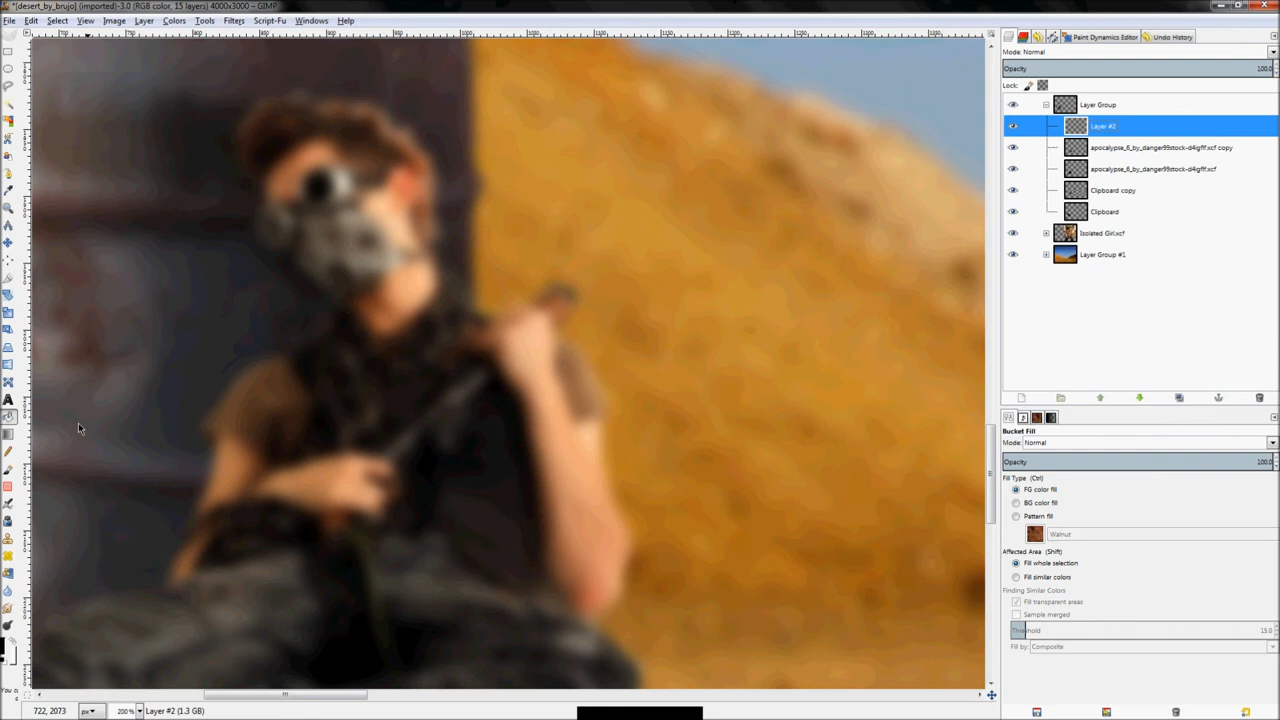 *[desert_by_brujo] (imported)-3.0 (RGB color, 15 layers) 4000x3000 – GIMP
File Edit Select View Image Layer Colors Tools Filters Script-Fu Windows Help
Paint Dynamics Editor Undo History
Mode: Normal
Opacity 100.0
Lock:
Layer Group
Layer #2
apocalypse_6_by_danger99stock-d4igflf.xcf copy
apocalypse_6_by_danger99stock-d4igflf.xcf
Clipboard copy
Clipboard
Isolated Girl.xcf
Layer Group #1
Bucket Fill
Mode: Normal
Opacity 100.0
Fill Type (Ctrl)
FG color fill
BG color fill
Pattern fill
Walnut
Affected Area (Shift)
Fill whole selection
Fill similar colors
Finding Similar Colors
Fill transparent areas
Sample merged
Threshold 15.0
Fill by: Composite
722, 2073 px 200% Layer #2 (1.3 GB)